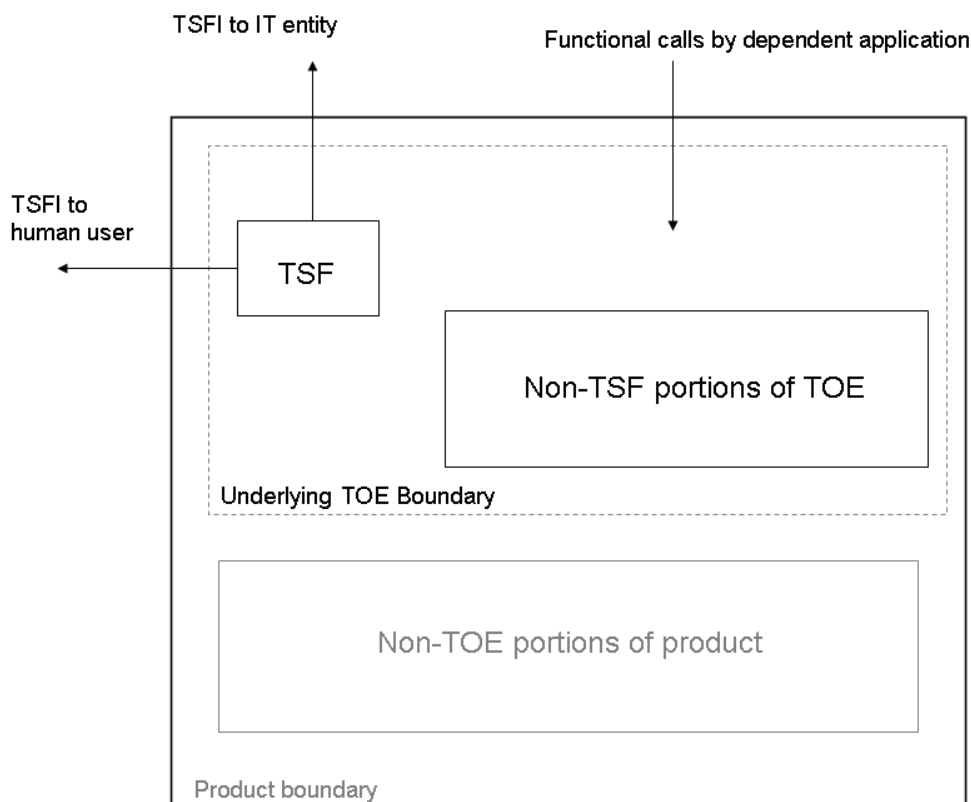 TSFI to IT entity
Functional calls by dependent application
TSFI to
human user
TSF
Non-TSF portions of TOE
Underlying TOE Boundary
Non-TOE portions of product
Product boundary